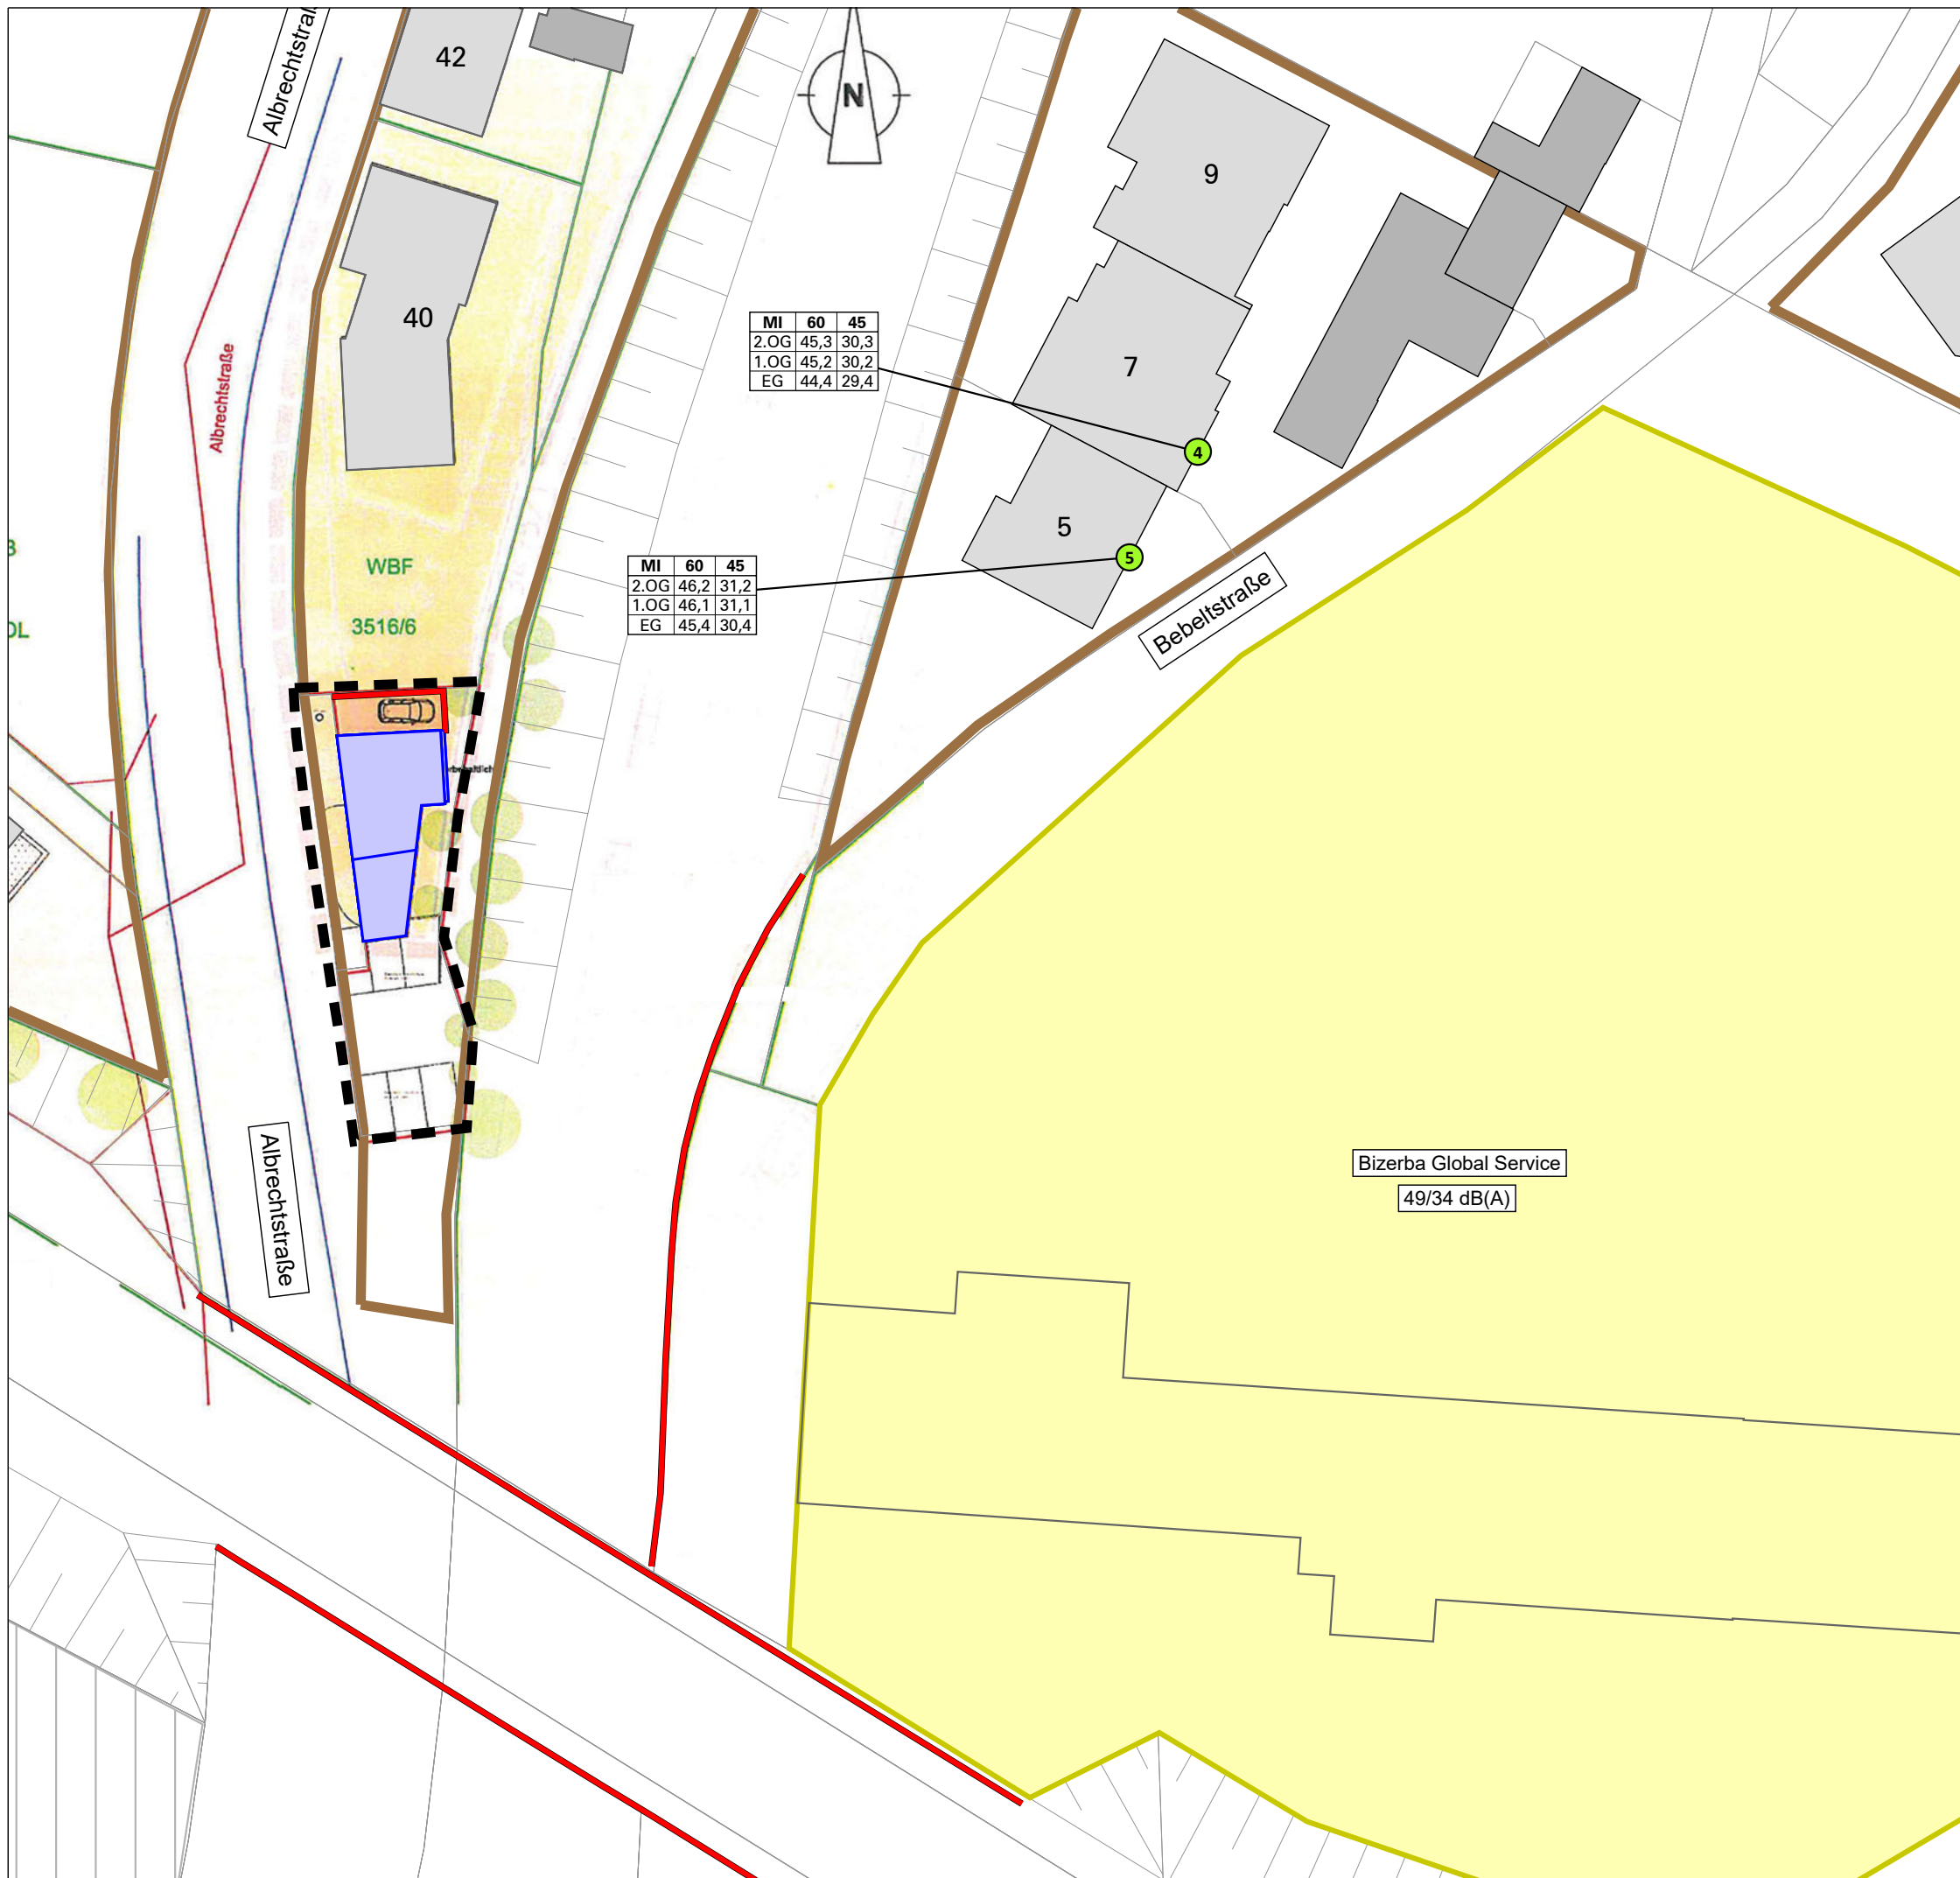 Albrechtstraß
42
N
9
40
Albrechtstraße
MI 60 45
2.OG 45,3 30,3
1.OG 45,2 30,2
EG 44,4 29,4
7
4
5
5
WBF
3516/6
MI 60 45
2.OG 46,2 31,2
1.OG 46,1 31,1
EG 45,4 30,4
Bebeltstraße
Albrechtstraße
Bizerba Global Service
49/34 dB(A)